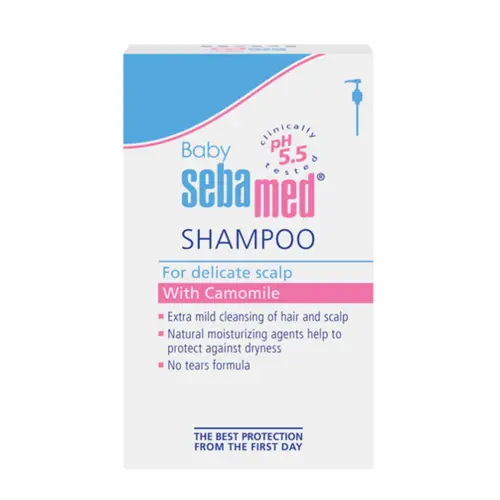 clinically
tested
pH
5.5
Baby
sebamed®
SHAMPOO
For delicate scalp
With Camomile
▪ Extra mild cleansing of hair and scalp
▪ Natural moisturizing agents help to
protect against dryness
▪ No tears formula
THE BEST PROTECTION
FROM THE FIRST DAY